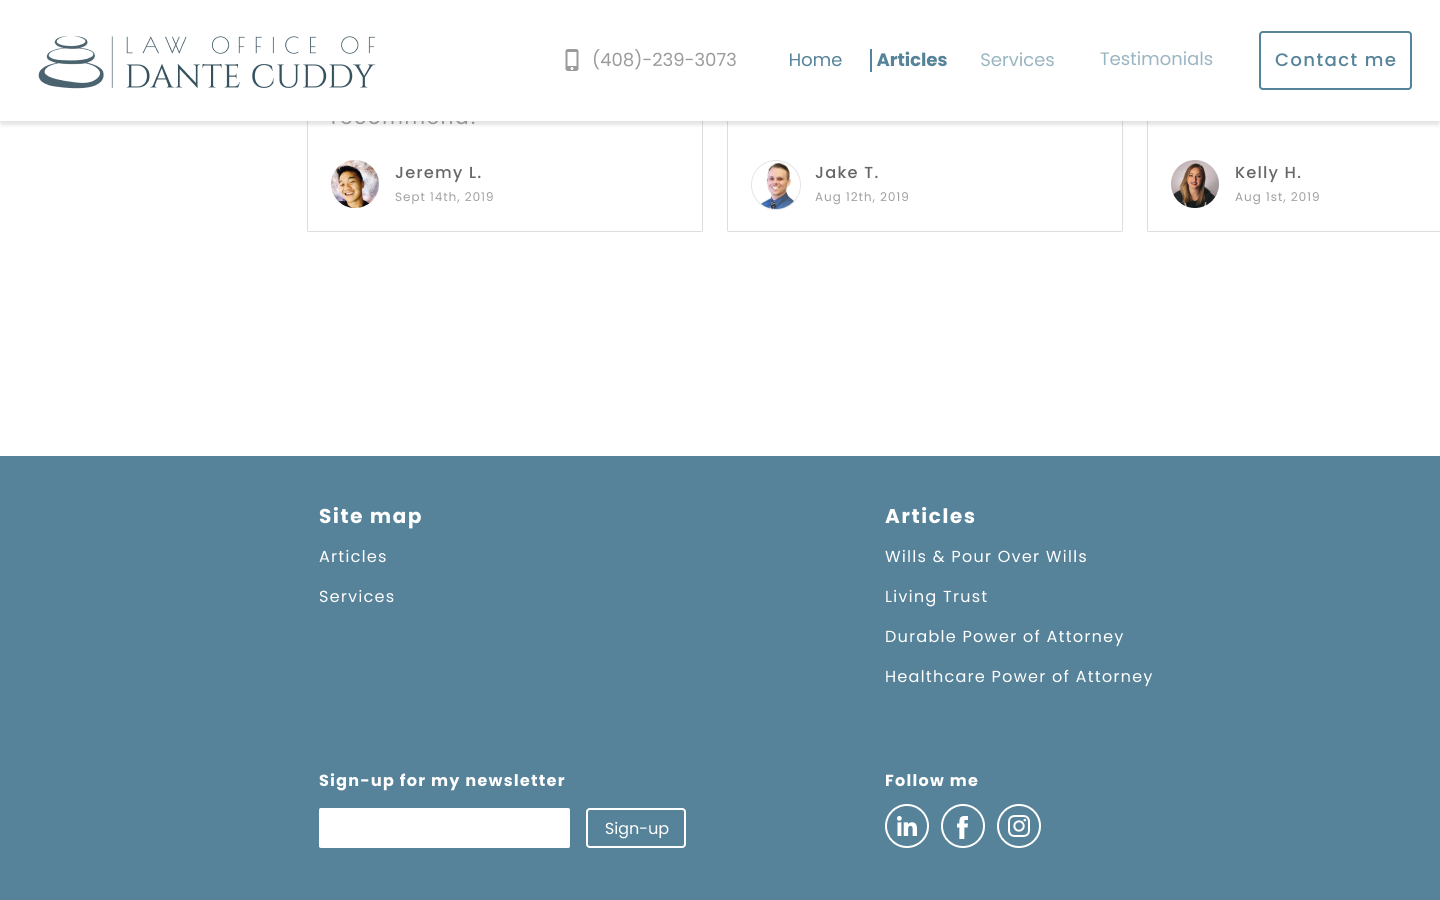 LAW OFFICE OF
DANTE CUDDY
(408)-239-3073
Home
Articles
Services
Testimonials
Contact me
recommend.
Jeremy L.
Sept 14th, 2019
Jake T.
Aug 12th, 2019
Kelly H.
Aug 1st, 2019
Site map
Articles
Services
Articles
Wills & Pour Over Wills
Living Trust
Durable Power of Attorney
Healthcare Power of Attorney
Sign-up for my newsletter
Sign-up
Follow me